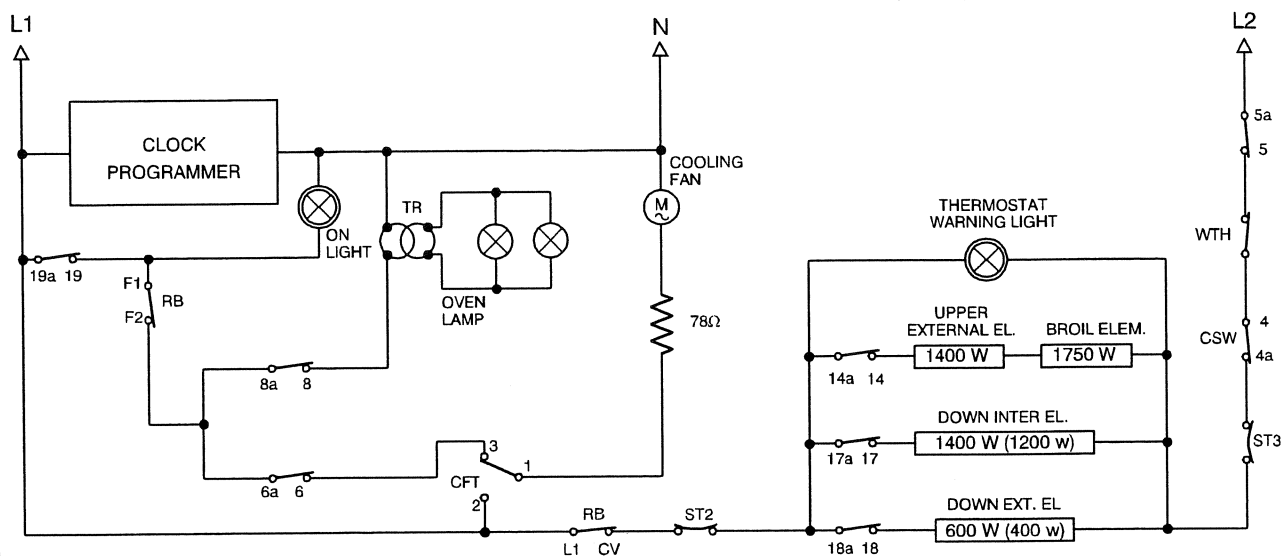 L1
N
L2
CLOCK
PROGRAMMER
COOLING
FAN
M
~
5a
5
TR
ON
LIGHT
THERMOSTAT
WARNING LIGHT
WTH
19a 19
F1
RB
F2
OVEN
LAMP
78Ω
UPPER
EXTERNAL EL.
BROIL ELEM.
1400 W
1750 W
4
CSW
4a
14a 14
8a 8
DOWN INTER EL.
1400 W (1200 w)
17a 17
ST3
3
1
CFT
2
6a 6
RB
ST2
L1 CV
DOWN EXT. EL
600 W (400 w)
18a 18